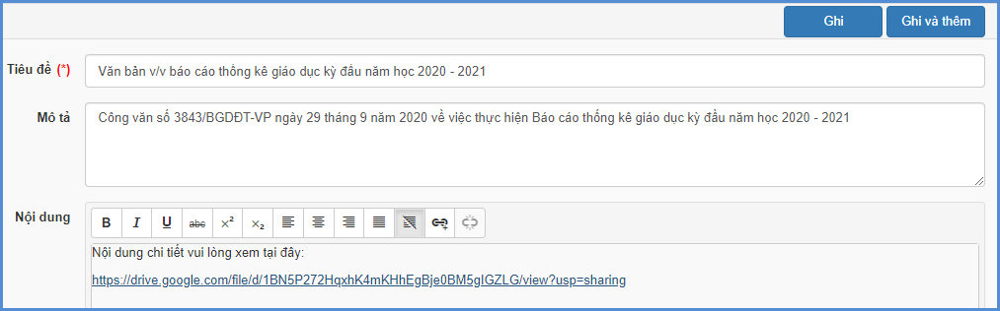 Ghi
Ghi và thêm
Tiêu đề (*)
Văn bản v/v báo cáo thống kê giáo dục kỳ đầu năm học 2020 - 2021
Mô tả
Công văn số 3843/BGDĐT-VP ngày 29 tháng 9 năm 2020 về việc thực hiện Báo cáo thống kê giáo dục kỳ đầu năm học 2020 - 2021
Nội dung
B I U abc x² x₂
Nội dung chi tiết vui lòng xem tại đây:
https://drive.google.com/file/d/1BN5P272HqxhK4mKHhEgBje0BM5gIGZLG/view?usp=sharing